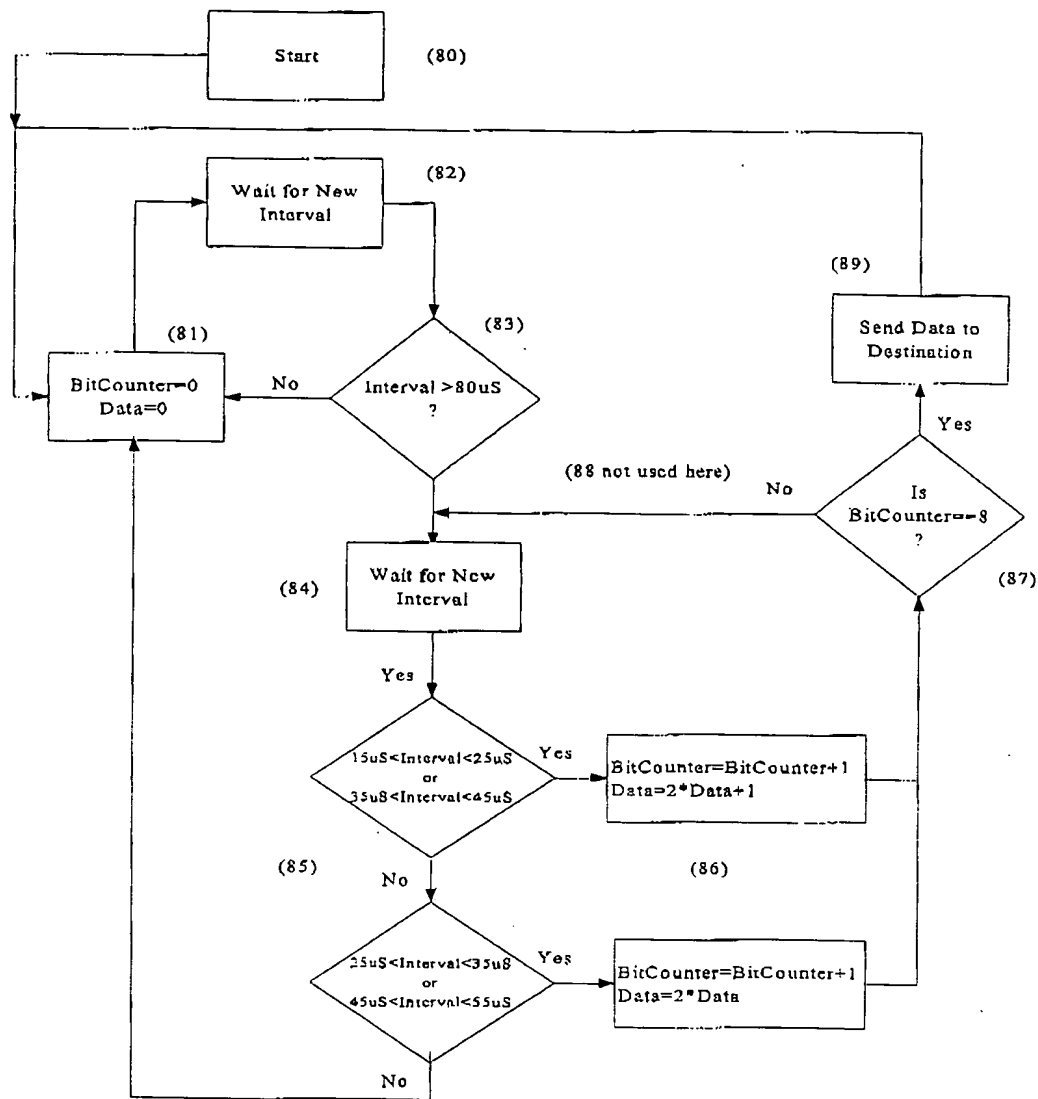 Start
(80)
Wait for New
Interval
(82)
(89)
(81)
(83)
Send Data to
Destination
BitCounter=0
Data=0
No
Interval >80uS
?
Yes
(88 not used here)
No
Is
BitCounter==8
?
(87)
(84)
Wait for New
Interval
Yes
15uS<Interval<25uS
or
35uS<Interval<45uS
Yes
BitCounter=BitCounter+1
Data=2*Data+1
(85)
No
(86)
25uS<Interval<35uS
or
45uS<Interval<55uS
Yes
BitCounter=BitCounter+1
Data=2*Data
No